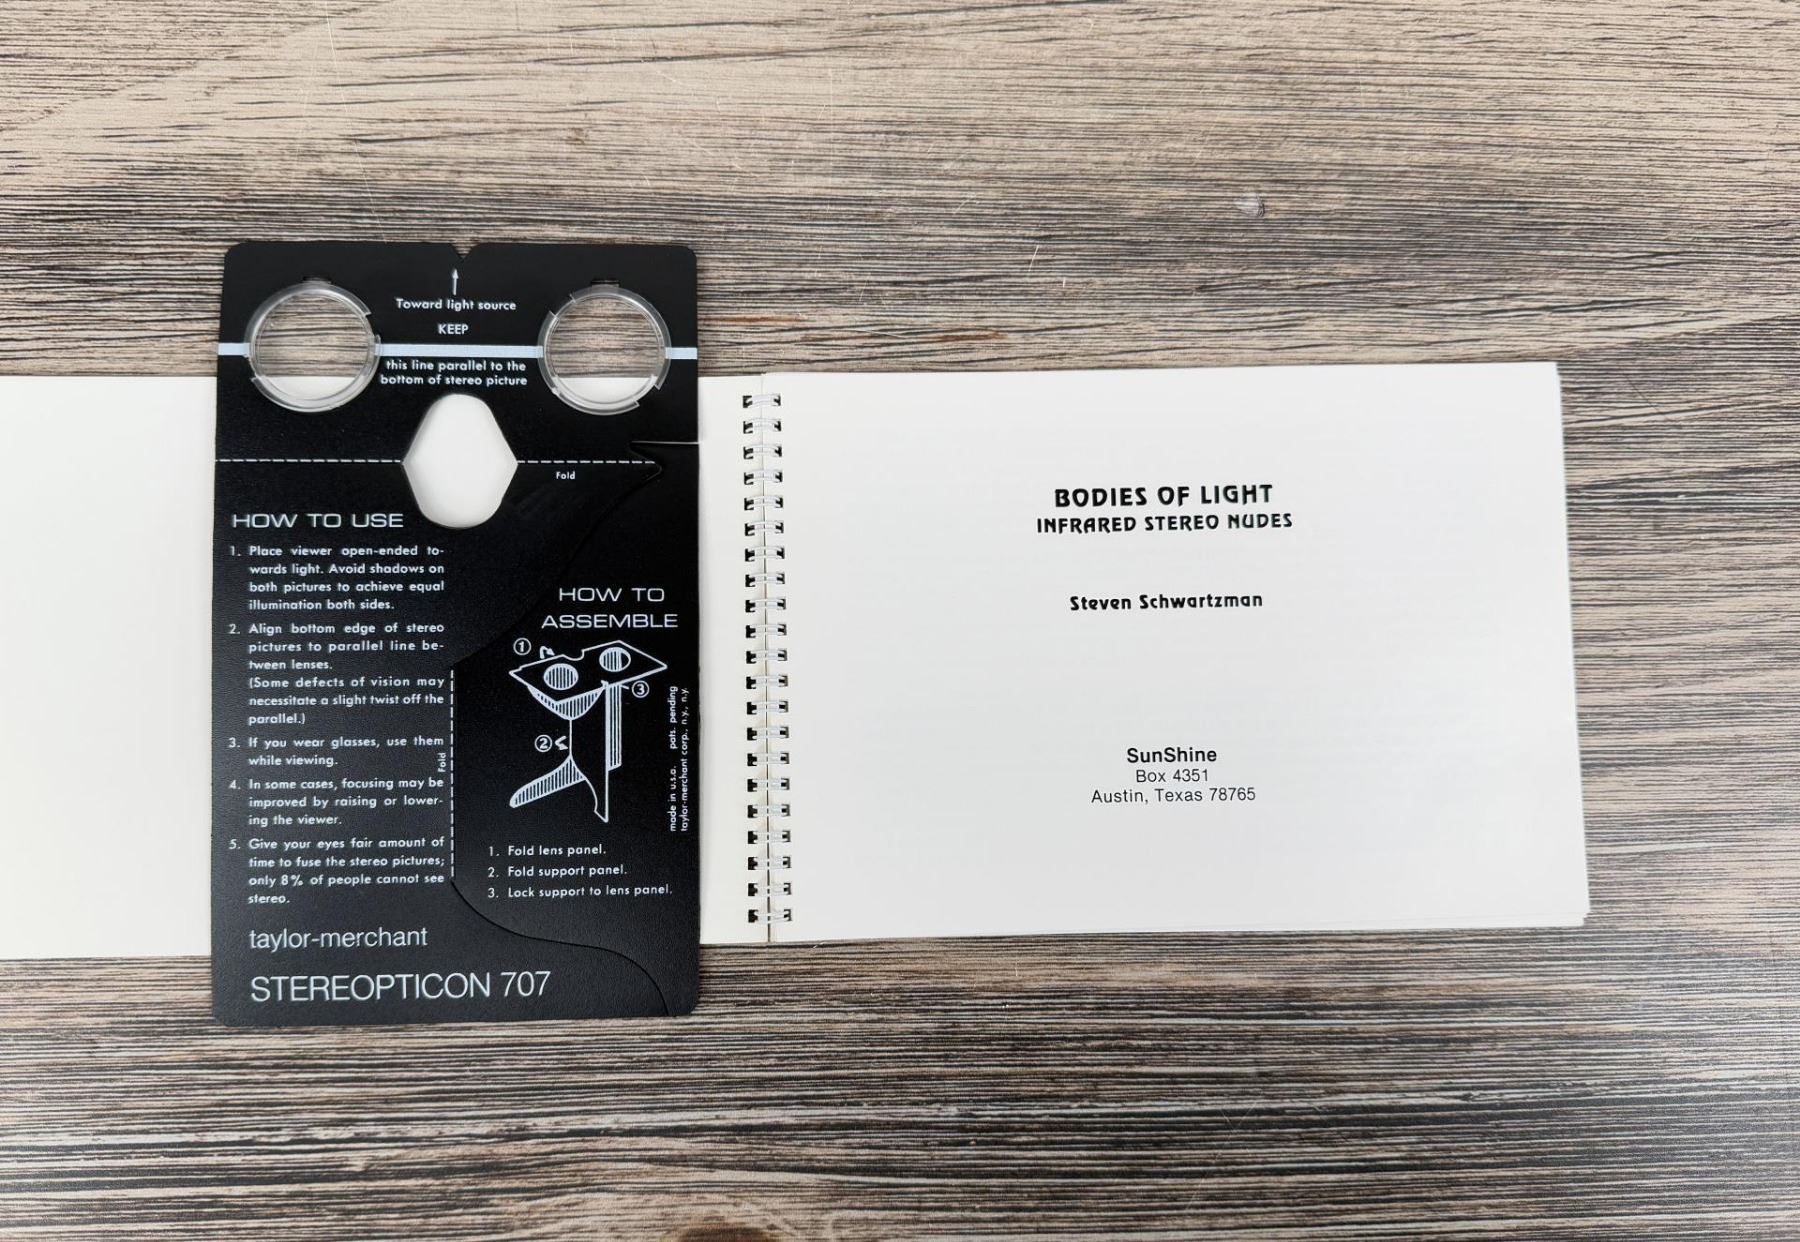 Toward light source
KEEP
this line parallel to the
bottom of stereo picture
Fold
HOW TO USE
1. Place viewer open-ended to-
wards light. Avoid shadows on
both pictures to achieve equal
illumination both sides.
2. Align bottom edge of stereo
pictures to parallel line be-
tween lenses.
(Some defects of vision may
necessitate a slight twist off the
parallel.)
3. If you wear glasses, use them
while viewing.
4. In some cases, focusing may be
improved by raising or lower-
ing the viewer.
5. Give your eyes fair amount of
time to fuse the stereo pictures;
only 8% of people cannot see
stereo.
Fold
HOW TO
ASSEMBLE
1
3
2
made in u.s.a. pats. pending
taylor-merchant corp., n.y., n.y.
1. Fold lens panel.
2. Fold support panel.
3. Lock support to lens panel.
taylor-merchant
STEREOPTICON 707
BODIES OF LIGHT
INFRARED STEREO NUDES
Steven Schwartzman
SunShine
Box 4351
Austin, Texas 78765